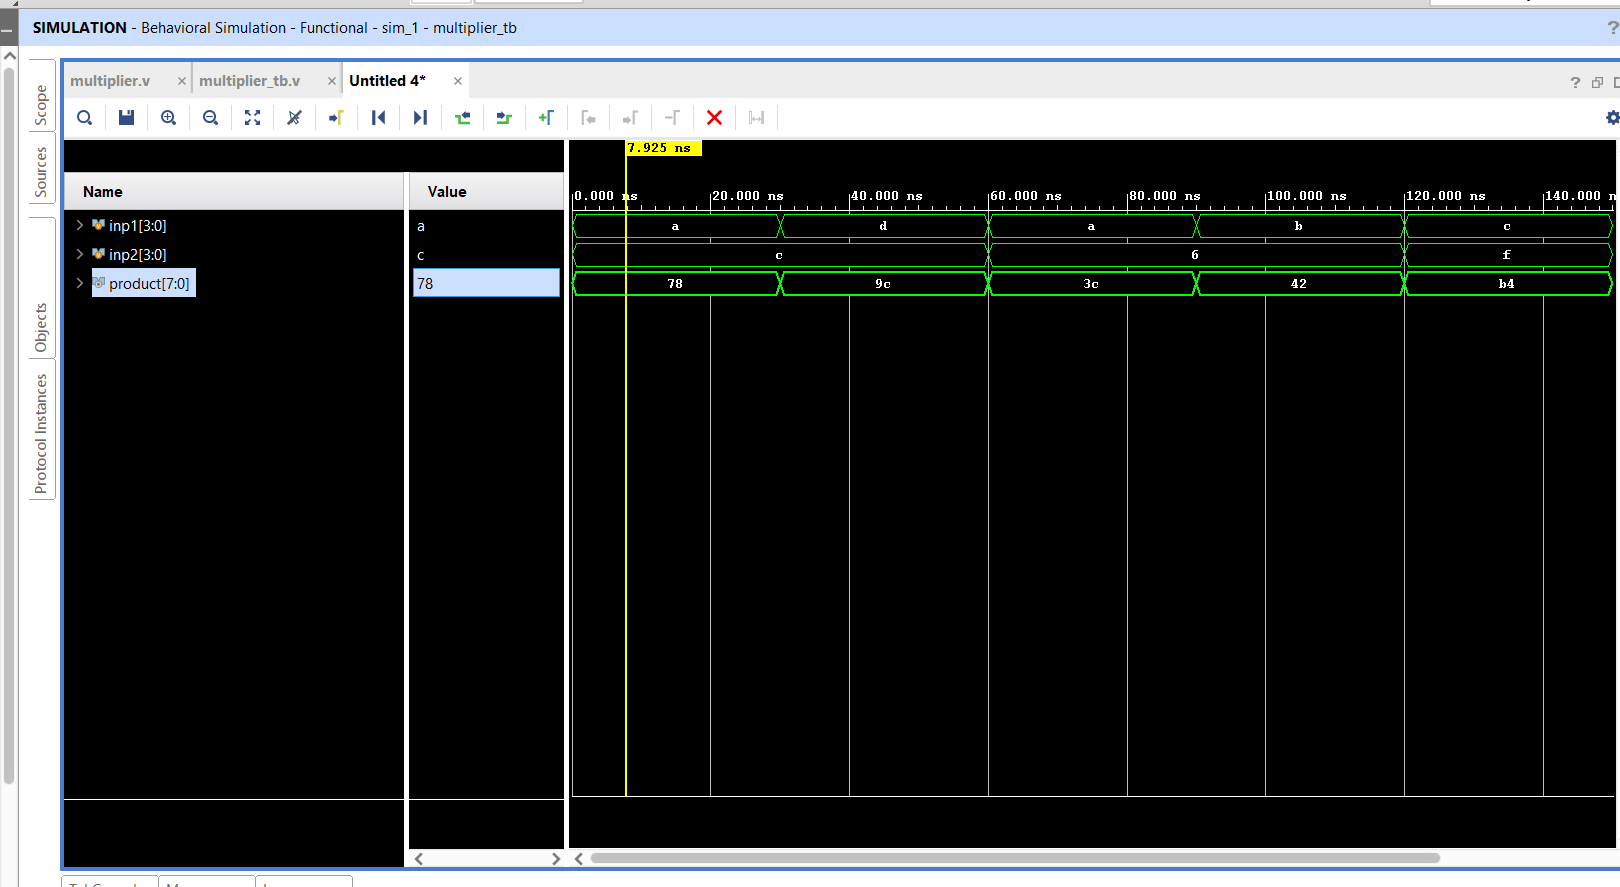 SIMULATION - Behavioral Simulation - Functional - sim_1 - multiplier_tb
?
Scope
Sources
Objects
Protocol Instances
multiplier.v × multiplier_tb.v × Untitled 4* ×
?
7.925 ns
Name Value
0.000 ns 20.000 ns 40.000 ns 60.000 ns 80.000 ns 100.000 ns 120.000 ns 140.000 n
inp1[3:0] a a d a b c
inp2[3:0] c c 6 f
product[7:0] 78 78 9c 3c 42 b4